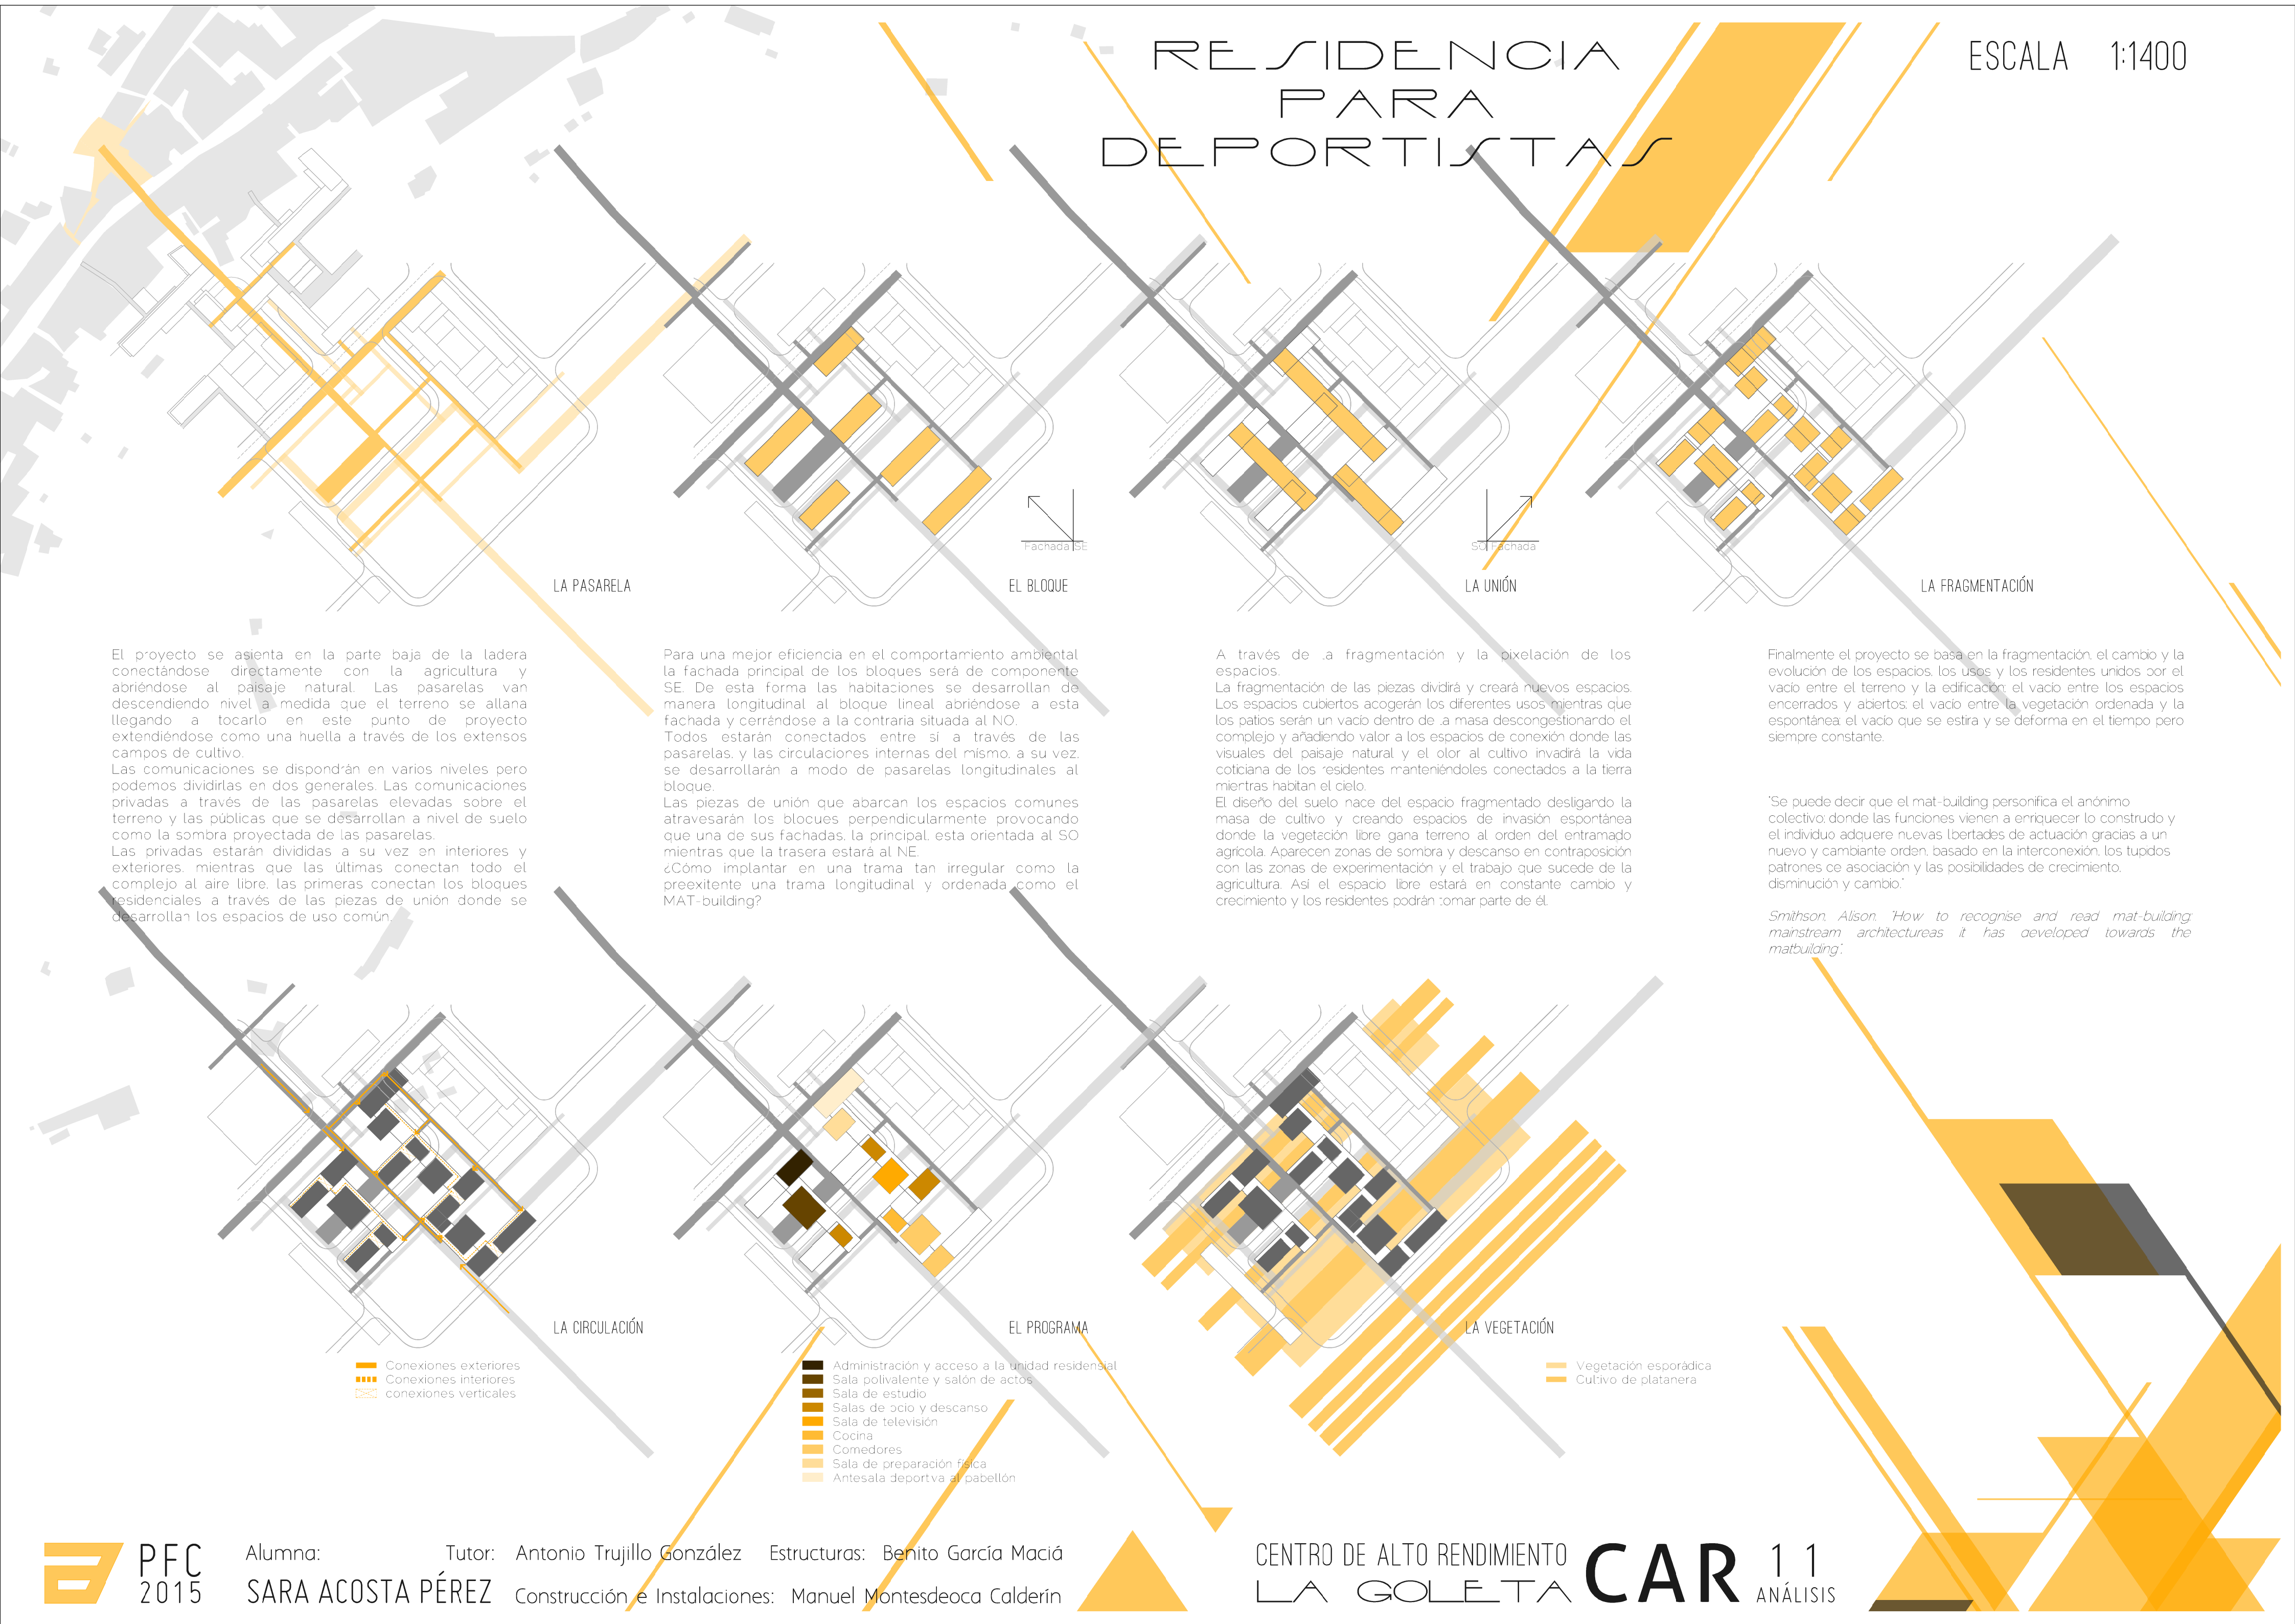 RESIDENCIA
PARA
DEPORTISTAS
ESCALA 1:1400
Fachada SE
SO Fachada
LA PASARELA
EL BLOQUE
LA UNIÓN
LA FRAGMENTACIÓN
El proyecto se asienta en la parte baja de la ladera
conectándose directamente con la agricultura y
abriéndose al paisaje natural. Las pasarelas van
descendiendo nivel a medida que el terreno se allana
llegando a tocarlo en este punto de proyecto
extendiéndose como una huella a través de los extensos
campos de cultivo.
Las comunicaciones se dispondrán en varios niveles pero
podemos dividirlas en dos generales. Las comunicaciones
privadas a través de las pasarelas elevadas sobre el
terreno y las públicas que se desarrollan a nivel de suelo
como la sombra proyectada de las pasarelas.
Las privadas estarán divididas a su vez en interiores y
exteriores, mientras que las últimas conectan todo el
complejo al aire libre, las primeras conectan los bloques
residenciales a través de las piezas de unión donde se
desarrollan los espacios de uso común.
Para una mejor eficiencia en el comportamiento ambiental
la fachada principal de los bloques será de componente
SE. De esta forma las habitaciones se desarrollan de
manera longitudinal al bloque lineal abriéndose a esta
fachada y cerrándose a la contraria situada al NO.
Todos estarán conectados entre sí a través de las
pasarelas, y las circulaciones internas del mismo, a su vez,
se desarrollarán a modo de pasarelas longitudinales al
bloque.
Las piezas de unión que abarcan los espacios comunes
atravesarán los bloques perpendicularmente provocando
que una de sus fachadas, la principal, esta orientada al SO
mientras que la trasera estará al NE.
¿Cómo implantar en una trama tan irregular como la
preexitente una trama longitudinal y ordenada como el
MAT-building?
A través de la fragmentación y la pixelación de los
espacios.
La fragmentación de las piezas dividirá y creará nuevos espacios.
Los espacios cubiertos acogerán los diferentes usos mientras que
los patios serán un vacío dentro de la masa descongestionando el
complejo y añadiendo valor a los espacios de conexión donde las
visuales del paisaje natural y el olor al cultivo invadirá la vida
cotidiana de los residentes manteniéndoles conectados a la tierra
mientras habitan el cielo.
El diseño del suelo nace del espacio fragmentado desligando la
masa de cultivo y creando espacios de invasión espontánea
donde la vegetación libre gana terreno al orden del entramado
agrícola. Aparecen zonas de sombra y descanso en contraposición
con las zonas de experimentación y el trabajo que sucede de la
agricultura. Así el espacio libre estará en constante cambio y
crecimiento y los residentes podrán tomar parte de él.
Finalmente el proyecto se basa en la fragmentación, el cambio y la
evolución de los espacios, los usos y los residentes unidos por el
vacío entre el terreno y la edificación; el vacío entre los espacios
encerrados y abiertos; el vacío entre la vegetación ordenada y la
espontánea; el vacío que se estira y se deforma en el tiempo pero
siempre constante.
"Se puede decir que el mat-building personifica el anónimo
colectivo; donde las funciones vienen a enriquecer lo construdo y
el individuo adquere nuevas libertades de actuación gracias a un
nuevo y cambiante orden, basado en la interconexión, los tupidos
patrones de asociación y las posibilidades de crecimiento,
disminución y cambio."
Smithson, Alison. "How to recognise and read mat-building;
mainstream architectureas it has developed towards the
matbuilding".
LA CIRCULACIÓN
EL PROGRAMA
LA VEGETACIÓN
Conexiones exteriores
Conexiones interiores
conexiones verticales
Administración y acceso a la unidad residensial
Sala polivalente y salón de actos
Sala de estudio
Salas de ocio y descanso
Sala de televisión
Cocina
Comedores
Sala de preparación física
Antesala deportiva al pabellón
Vegetación esporádica
Cultivo de platanera
PFC
2015
Alumna:
SARA ACOSTA PÉREZ
Tutor: Antonio Trujillo González Estructuras: Benito García Maciá
Construcción e Instalaciones: Manuel Montesdeoca Calderín
CENTRO DE ALTO RENDIMIENTO
LA GOLETA
CAR
11
ANÁLISIS